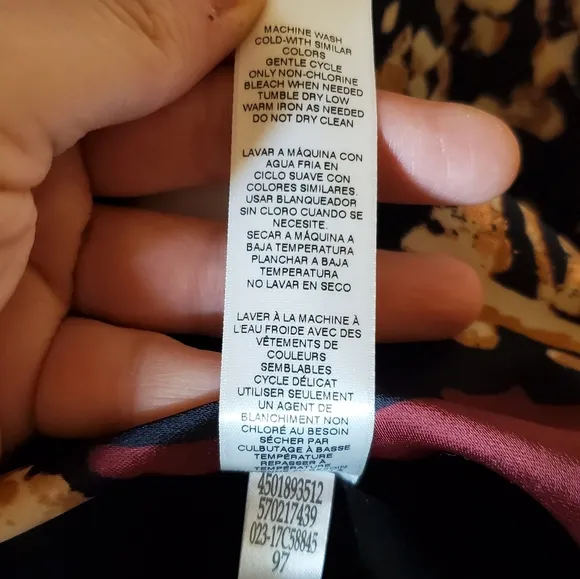 MACHINE WASH
COLD-WITH SIMILAR
COLORS
GENTLE CYCLE
ONLY NON-CHLORINE
BLEACH WHEN NEEDED
TUMBLE DRY LOW
WARM IRON AS NEEDED
DO NOT DRY CLEAN
LAVAR A MÁQUINA CON
AGUA FRIA EN
CICLO SUAVE CON
COLORES SIMILARES.
USAR BLANQUEADOR
SIN CLORO CUANDO SE
NECESITE.
SECAR A MÁQUINA A
BAJA TEMPERATURA
PLANCHAR A BAJA
TEMPERATURA
NO LAVAR EN SECO
LAVER À LA MACHINE À
L'EAU FROIDE AVEC DES
VÊTEMENTS DE
COULEURS
SEMBLABLES
CYCLE DÉLICAT
UTILISER SEULEMENT
UN AGENT DE
BLANCHIMENT NON
CHLORÉ AU BESOIN
SÉCHER PAR
CULBUTAGE À BASSE
TEMPÉRATURE
REPASSER À
4501893512
570217439
023-17C58845
97